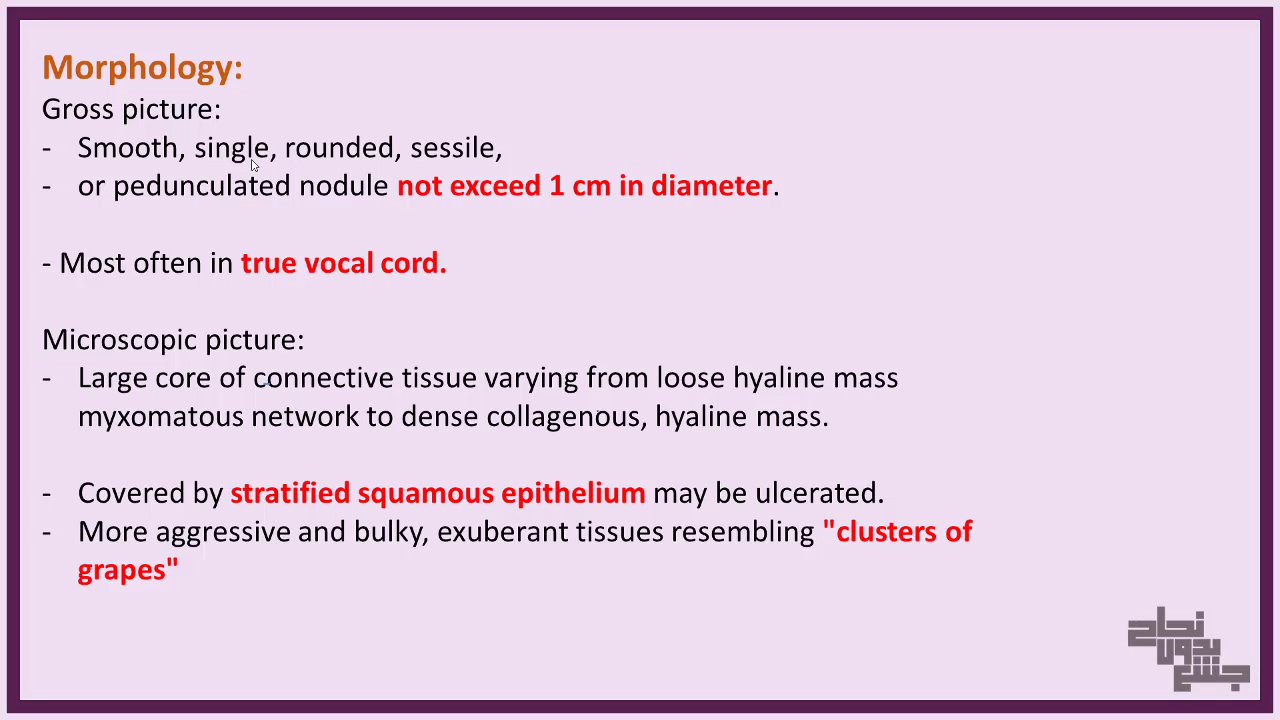 Morphology:
Gross picture:
- Smooth, single, rounded, sessile,
- or pedunculated nodule not exceed 1 cm in diameter.
- Most often in true vocal cord.
Microscopic picture:
- Large core of connective tissue varying from loose hyaline mass
myxomatous network to dense collagenous, hyaline mass.
- Covered by stratified squamous epithelium may be ulcerated.
- More aggressive and bulky, exuberant tissues resembling "clusters of
grapes"
نجاح
بدون
جشع